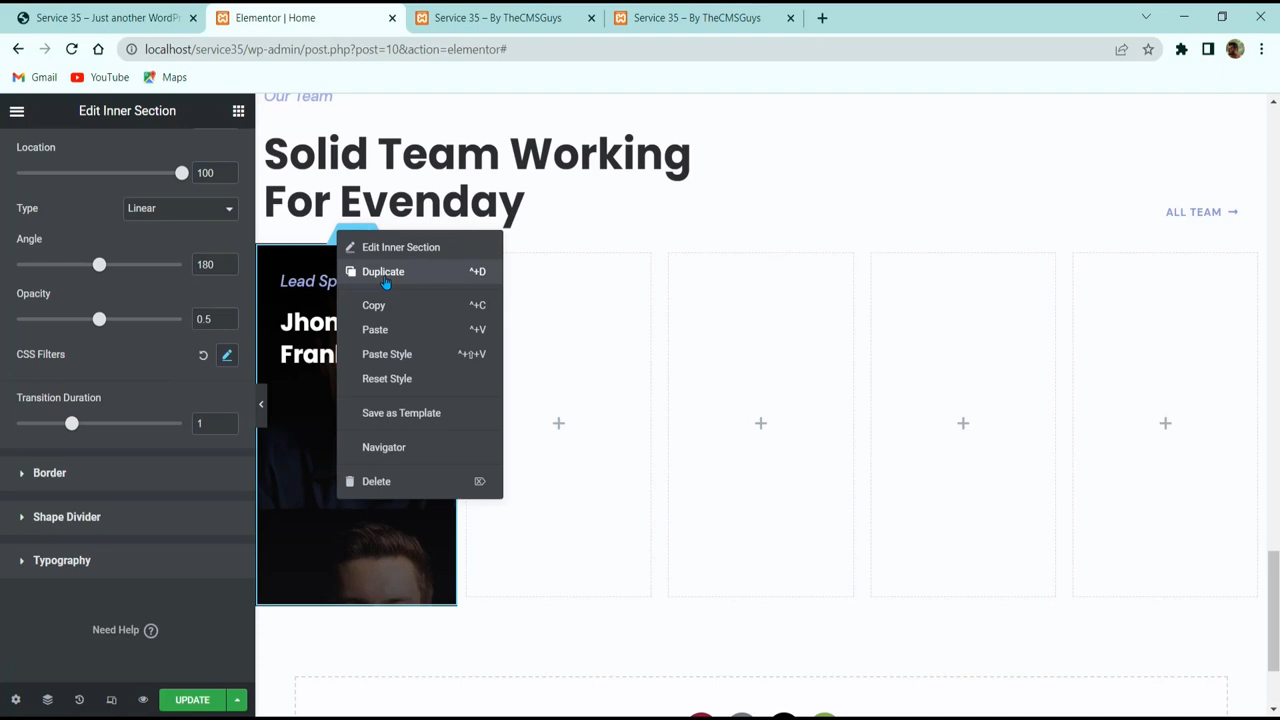 Service 35 – Just another WordPr
Elementor | Home
Service 35 – By TheCMSGuys
Service 35 – By TheCMSGuys
localhost/service35/wp-admin/post.php?post=10&action=elementor#
Gmail
YouTube
Maps
Edit Inner Section
Location
100
Type
Linear
Angle
180
Opacity
0.5
CSS Filters
Transition Duration
1
Border
Shape Divider
Typography
Need Help ?
UPDATE
Our Team
Solid Team Working
For Evenday
ALL TEAM →
Lead Sp
Jhon
Fran
Edit Inner Section
Duplicate ^+D
Copy ^+C
Paste ^+V
Paste Style ^+⇧+V
Reset Style
Save as Template
Navigator
Delete ⌦